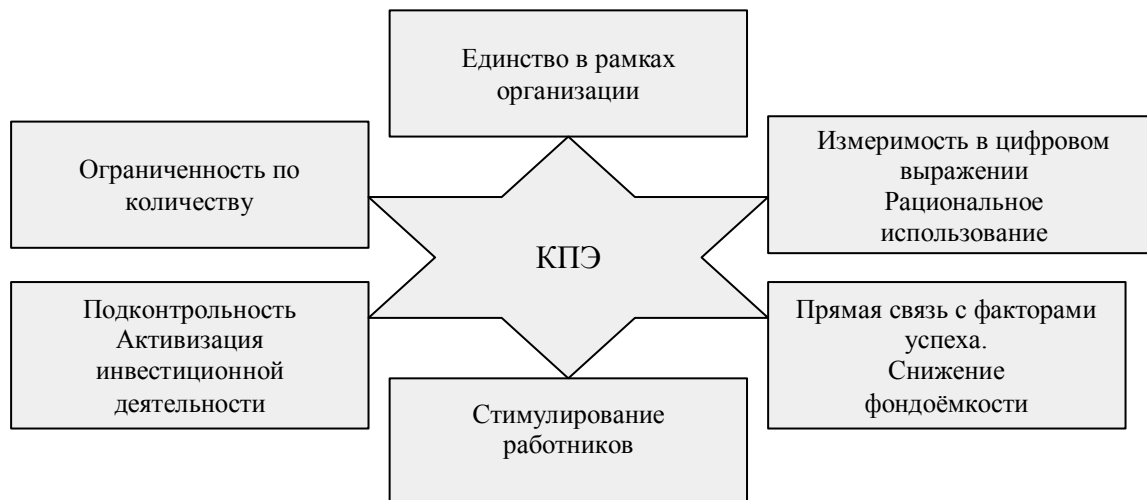 Единство в рамках
организации
Ограниченность по
количеству
Измеримость в цифровом
выражении
Рациональное
использование
КПЭ
Подконтрольность
Активизация
инвестиционной
деятельности
Прямая связь с факторами
успеха.
Снижение
фондоёмкости
Стимулирование
работников